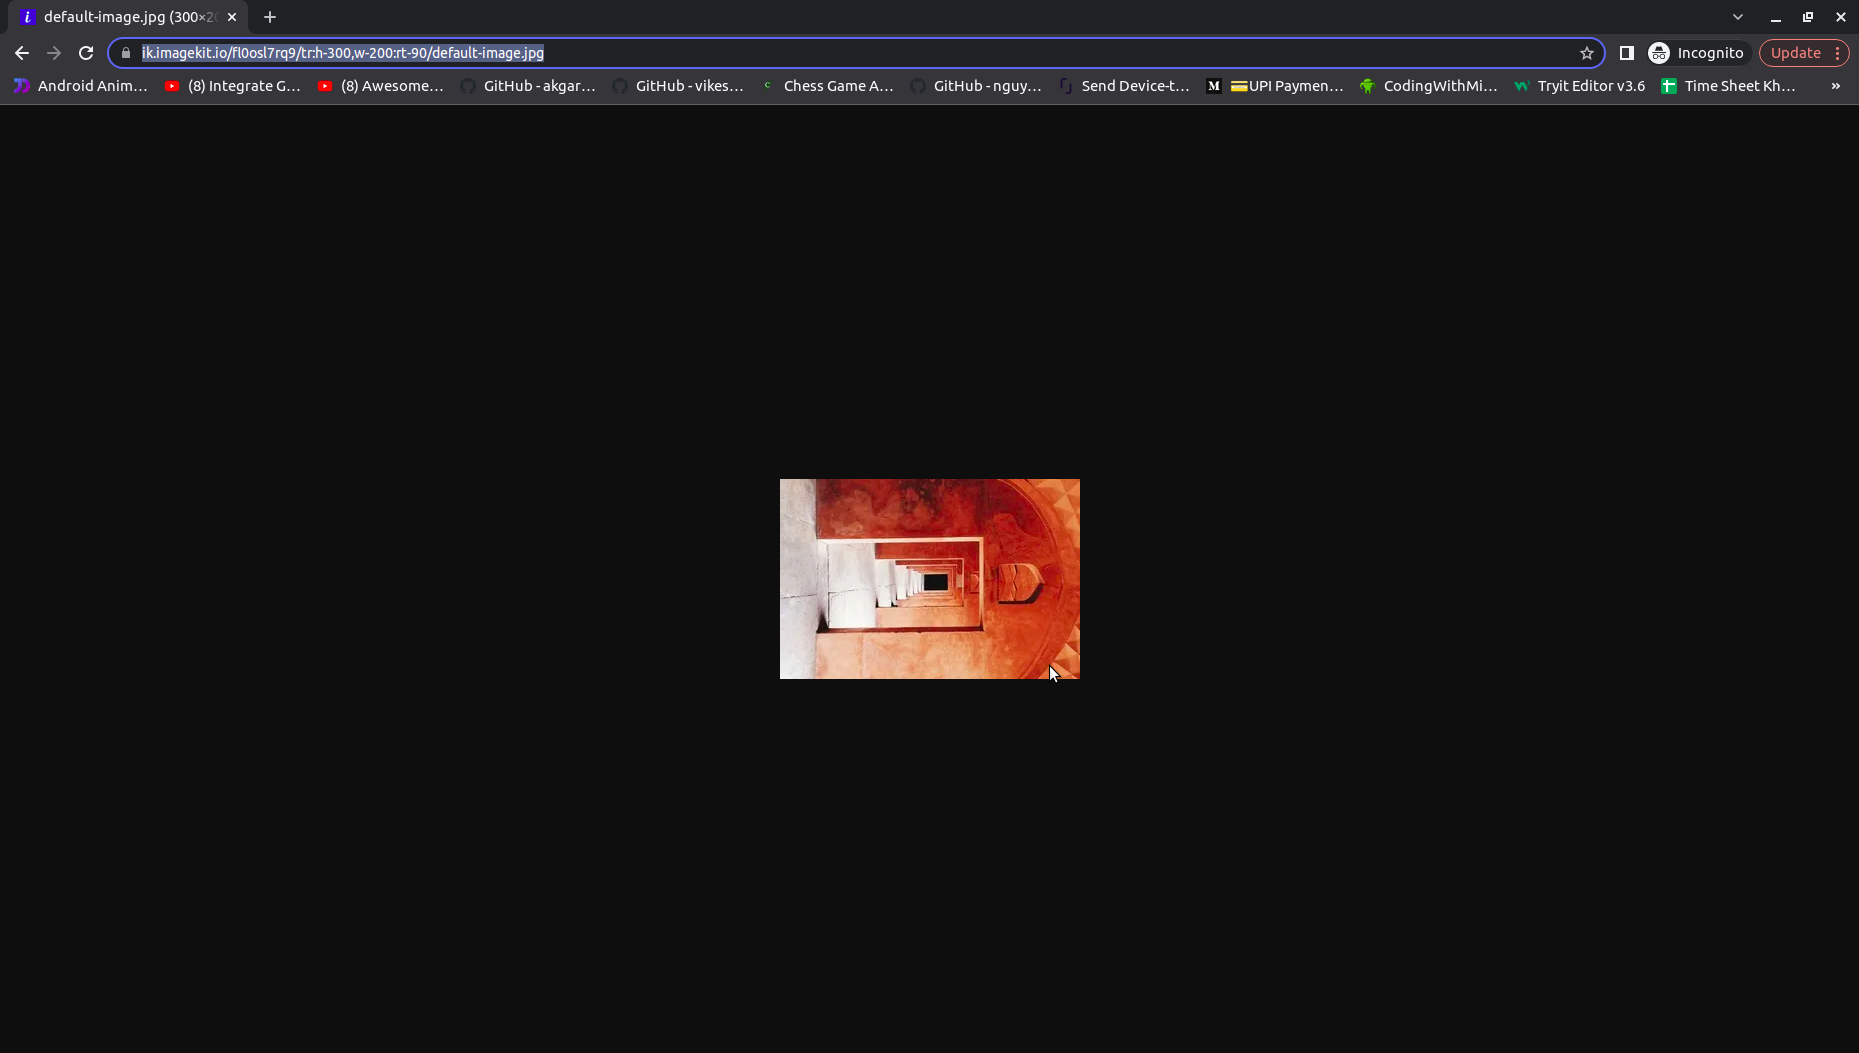 default-image.jpg (300×20
ik.imagekit.io/fl0osl7rq9/tr:h-300,w-200:rt-90/default-image.jpg
Incognito
Update
Android Anim…
(8) Integrate G…
(8) Awesome…
GitHub - akgar…
GitHub - vikes…
Chess Game A…
GitHub - nguy…
Send Device-t…
UPI Paymen…
CodingWithMi…
Tryit Editor v3.6
Time Sheet Kh…
»